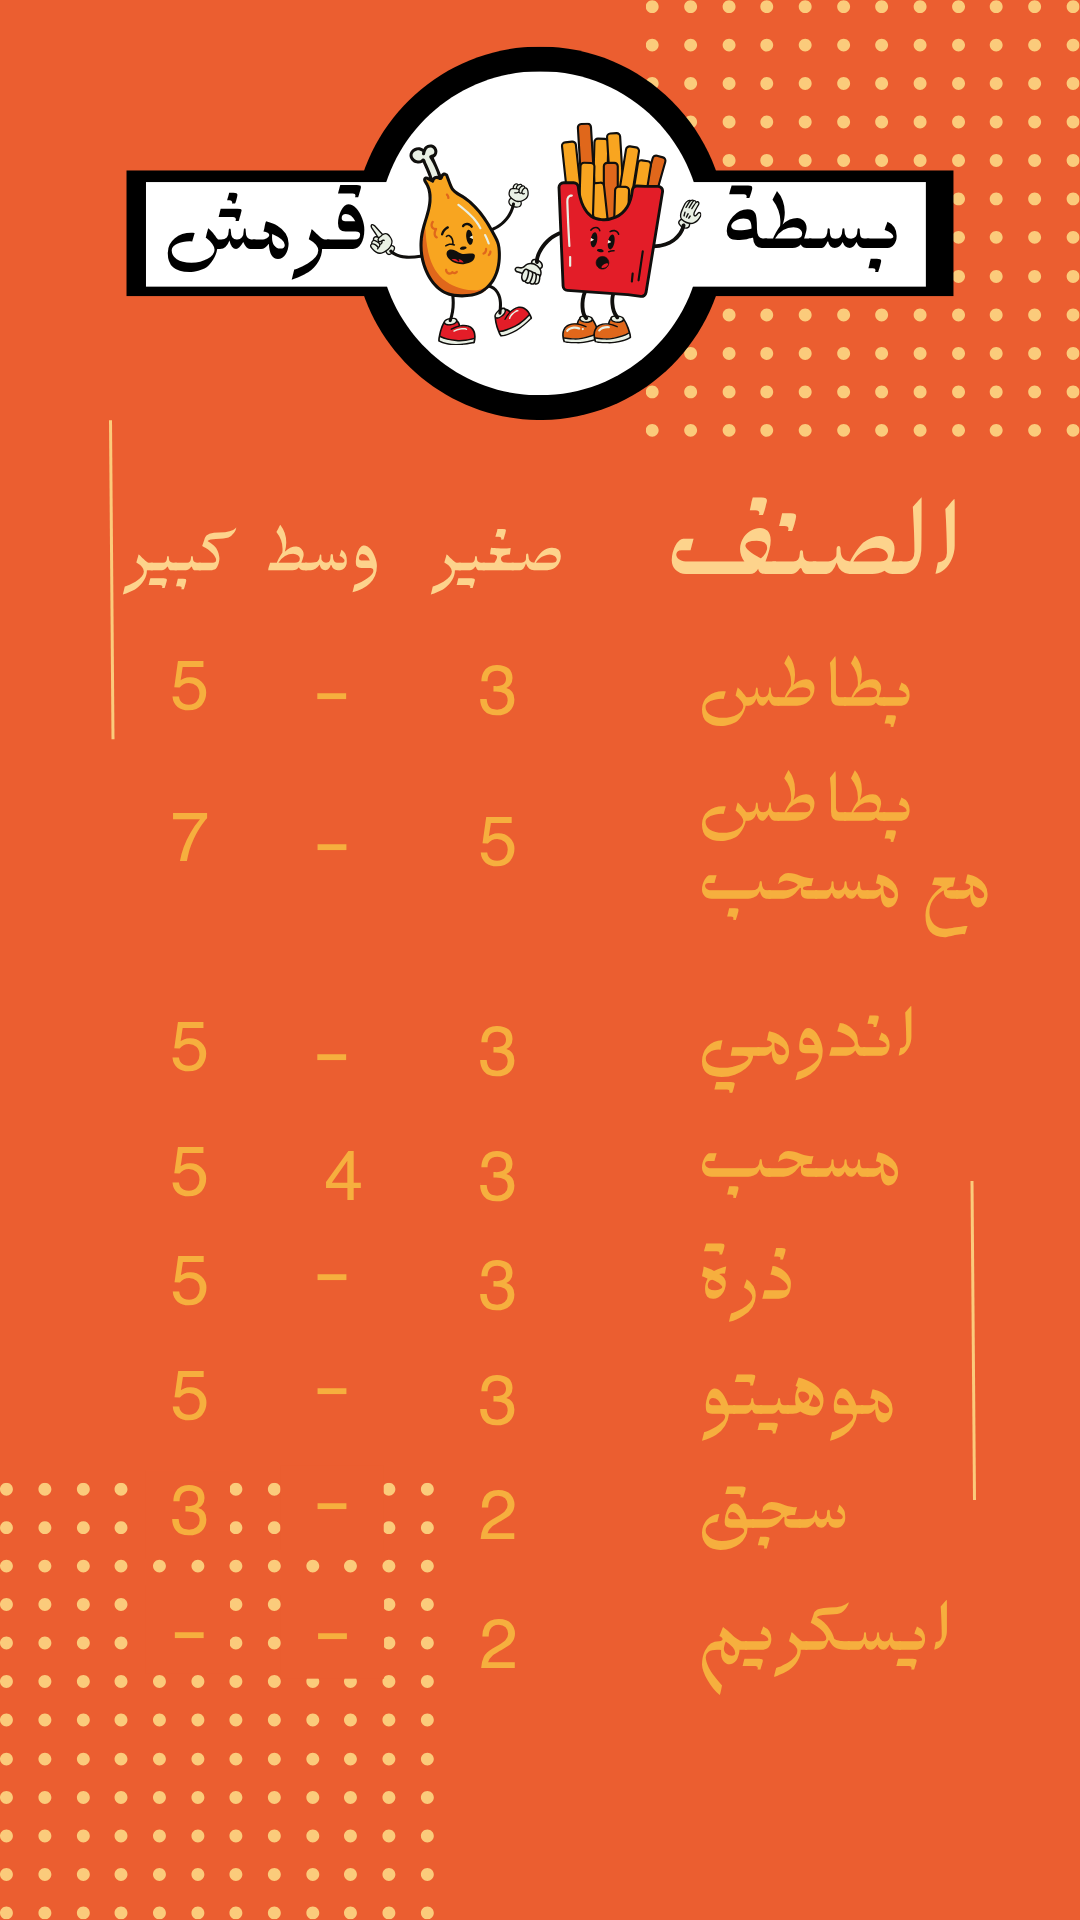 بسطة قرمش
الصنف صغير وسط كبير
بطاطس 3 - 5
بطاطس
مع مسحب 5 - 7
اندومي 3 - 5
مسحب 3 4 5
ذرة 3 - 5
موهيتو 3 - 5
سجق 2 - 3
ايسكريم 2 - -